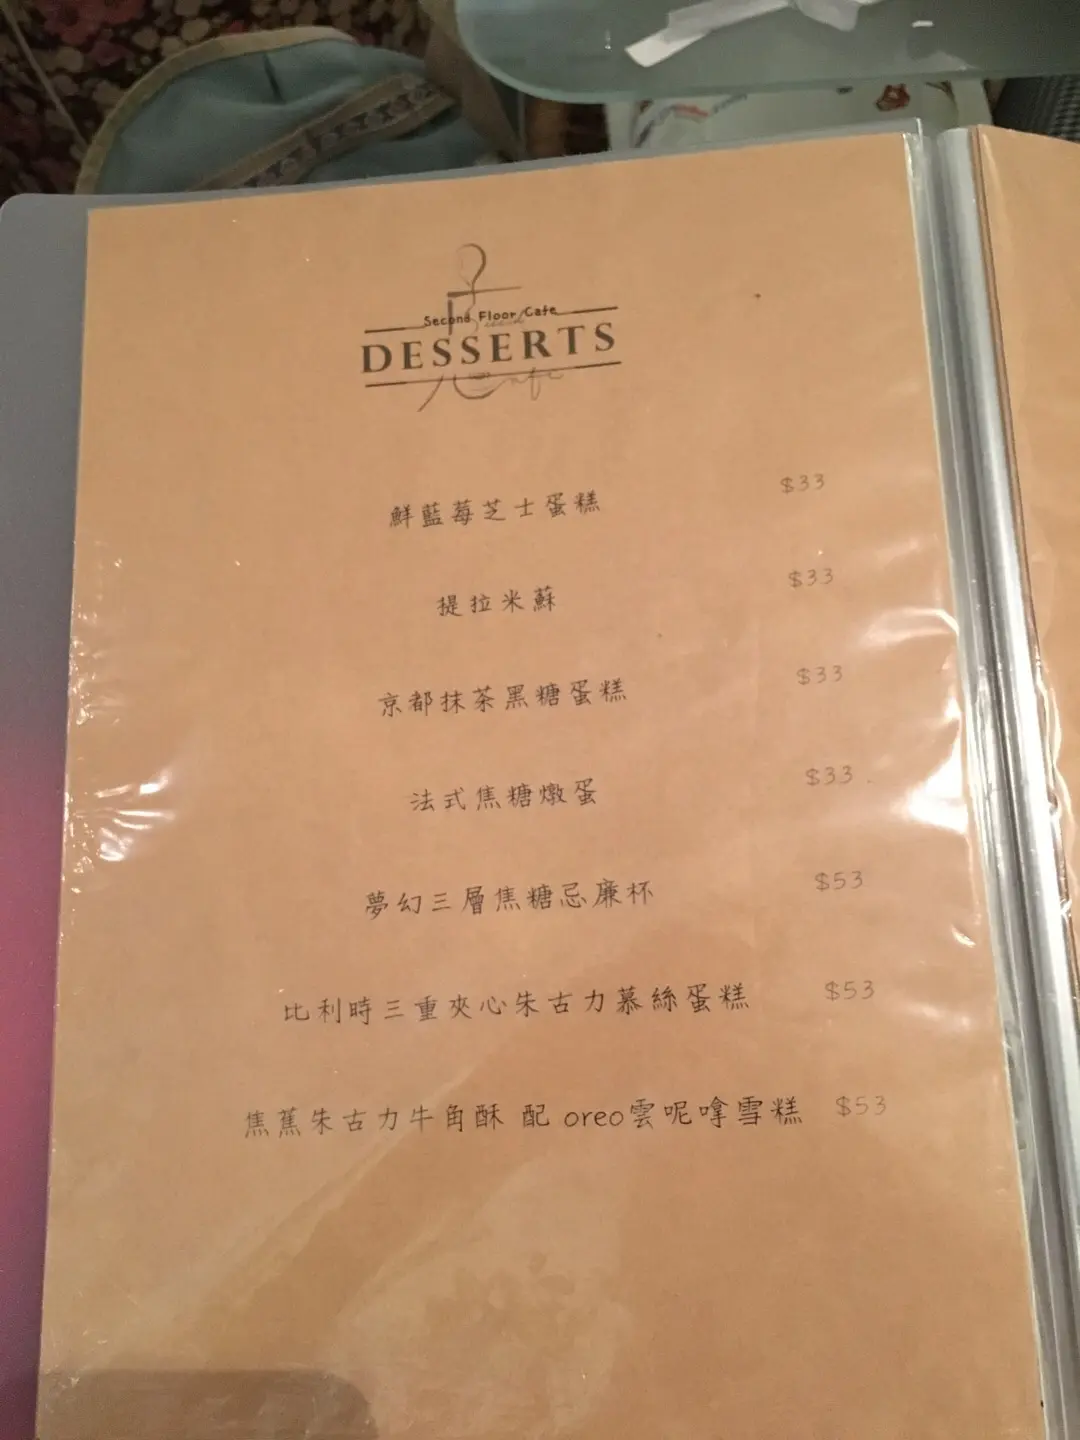 Second Floor Cafe
DESSERTS
Cafe
鮮藍莓芝士蛋糕 $33
提拉米蘇 $33
京都抹茶黑糖蛋糕 $33
法式焦糖燉蛋 $33
夢幻三層焦糖忌廉杯 $53
比利時三重夾心朱古力慕絲蛋糕 $53
焦蕉朱古力牛角酥 配 oreo雲呢嗱雪糕 $53